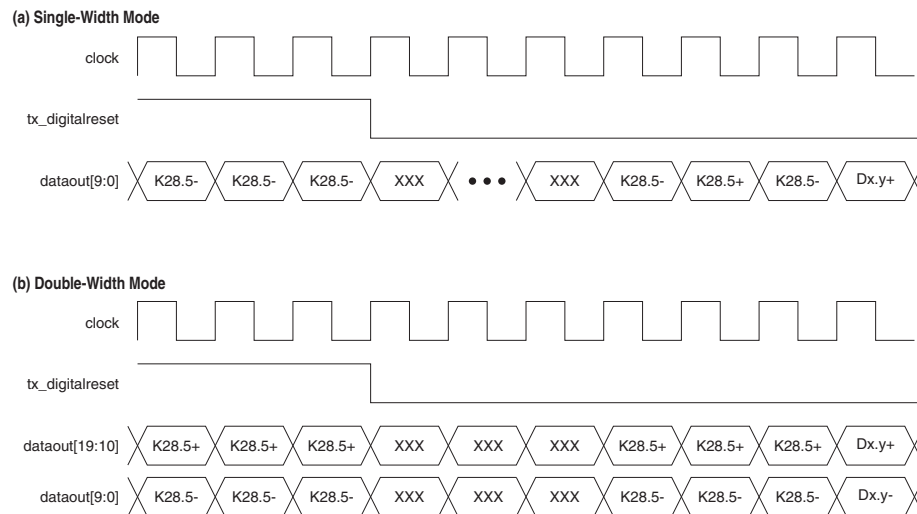 (a) Single-Width Mode
clock
tx_digitalreset
dataout[9:0] K28.5- K28.5- K28.5- XXX • • • XXX K28.5- K28.5+ K28.5- Dx.y+
(b) Double-Width Mode
clock
tx_digitalreset
dataout[19:10] K28.5+ K28.5+ K28.5+ XXX XXX XXX K28.5+ K28.5+ K28.5+ Dx.y+
dataout[9:0] K28.5- K28.5- K28.5- XXX XXX XXX K28.5- K28.5- K28.5- Dx.y-